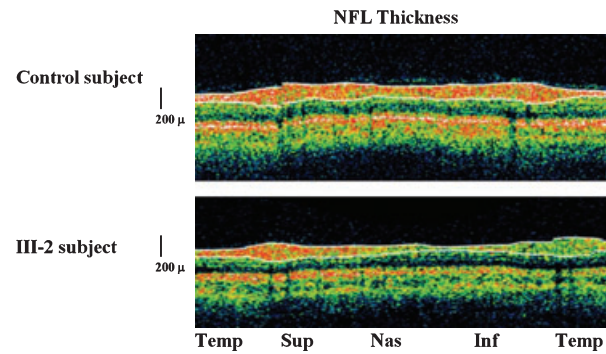 NFL Thickness
Control subject
200 μ
III-2 subject
200 μ
Temp Sup Nas Inf Temp